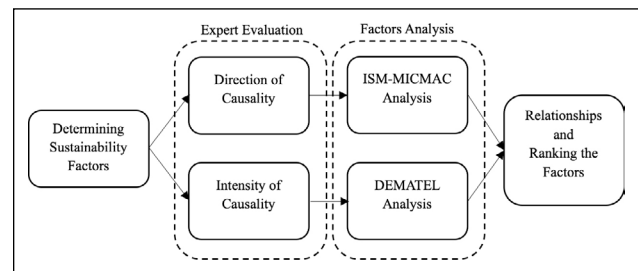 Expert Evaluation
Factors Analysis
Direction of
Causality
ISM-MICMAC
Analysis
Determining
Sustainability
Factors
Relationships
and
Ranking the
Factors
Intensity of
Causality
DEMATEL
Analysis